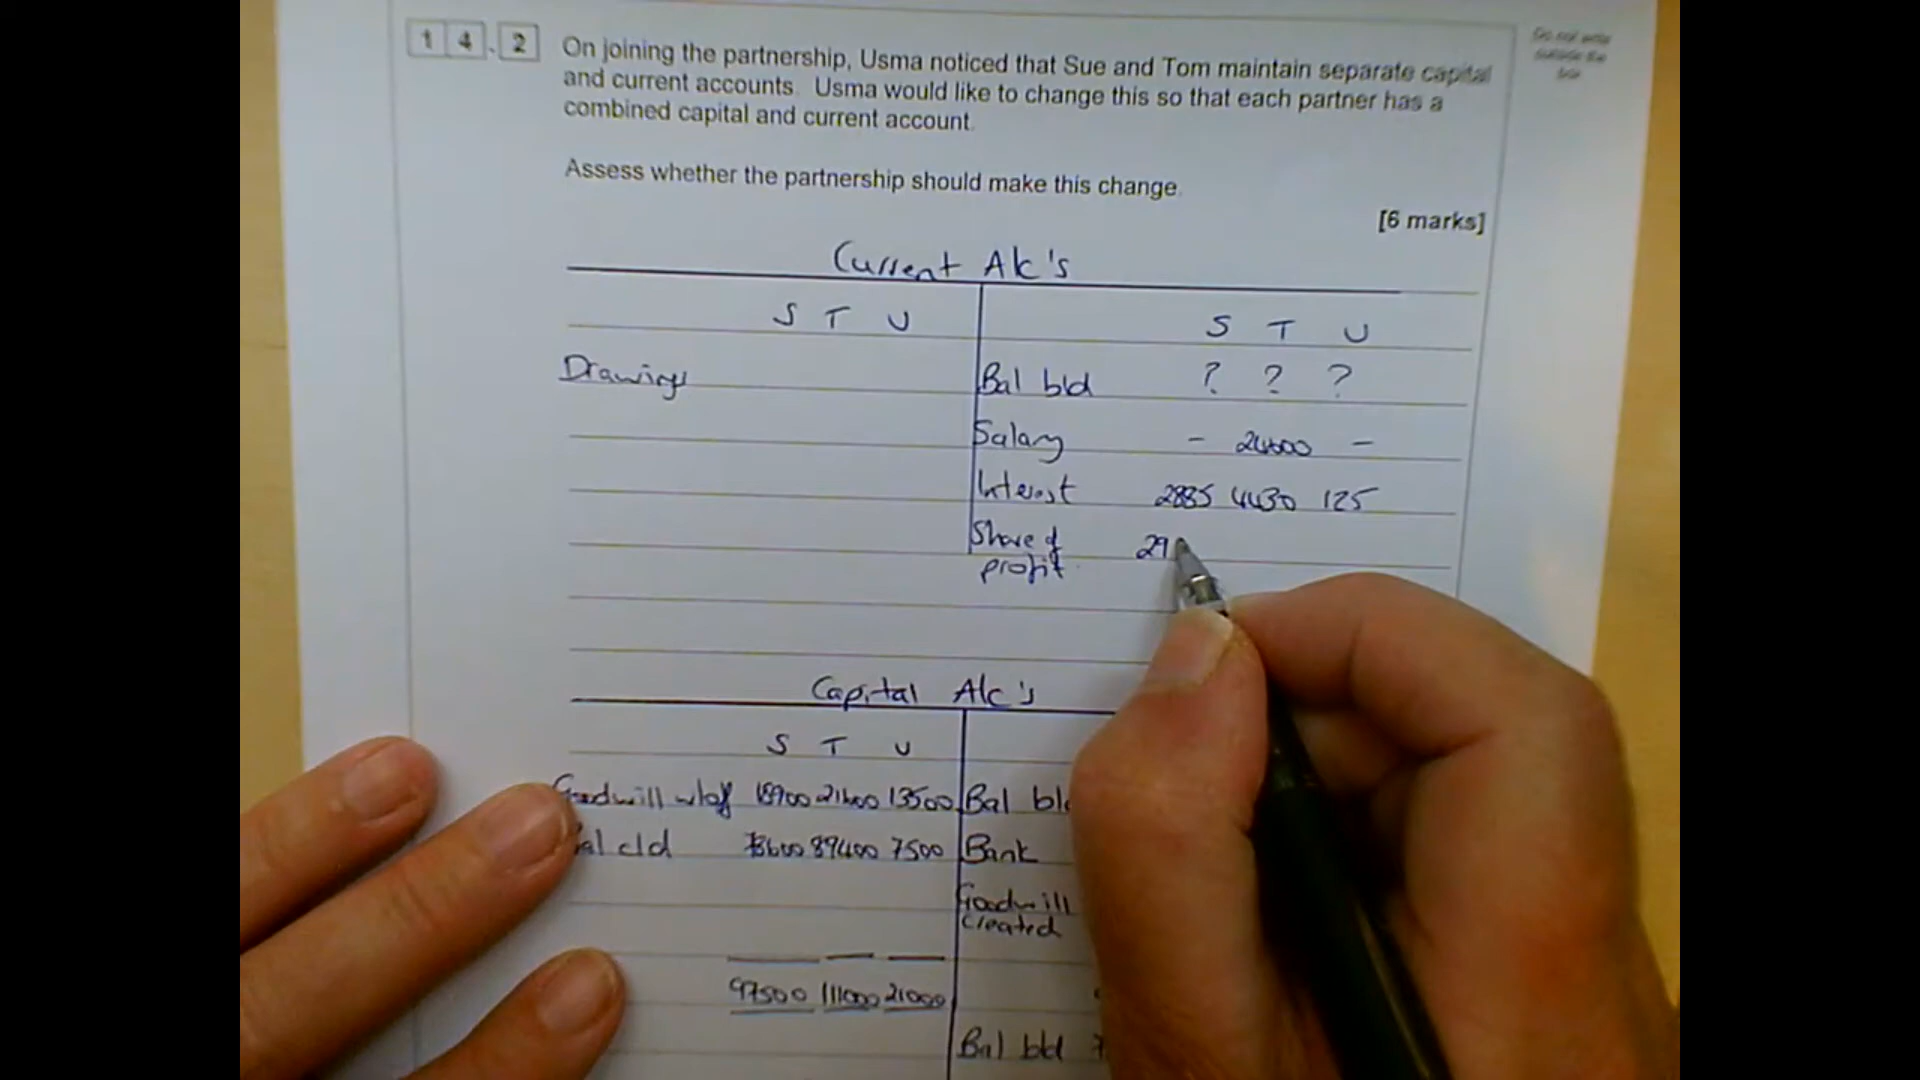 14.2 On joining the partnership, Usma noticed that Sue and Tom maintain separate capital
and current accounts. Usma would like to change this so that each partner has a
combined capital and current account.
Assess whether the partnership should make this change.
[6 marks]
Current A/c's
S T U S T U
Drawings Bal b/d ? ? ?
Salary - 24000 -
Interest 2885 4430 125
Share of 29
profit
Capital A/c's
S T U
Goodwill w/off 18900 21600 13500 Bal b/
al c/d 78600 89400 7500 Bank
Goodwill
Created
97500 111000 21000
Bal b/d 7